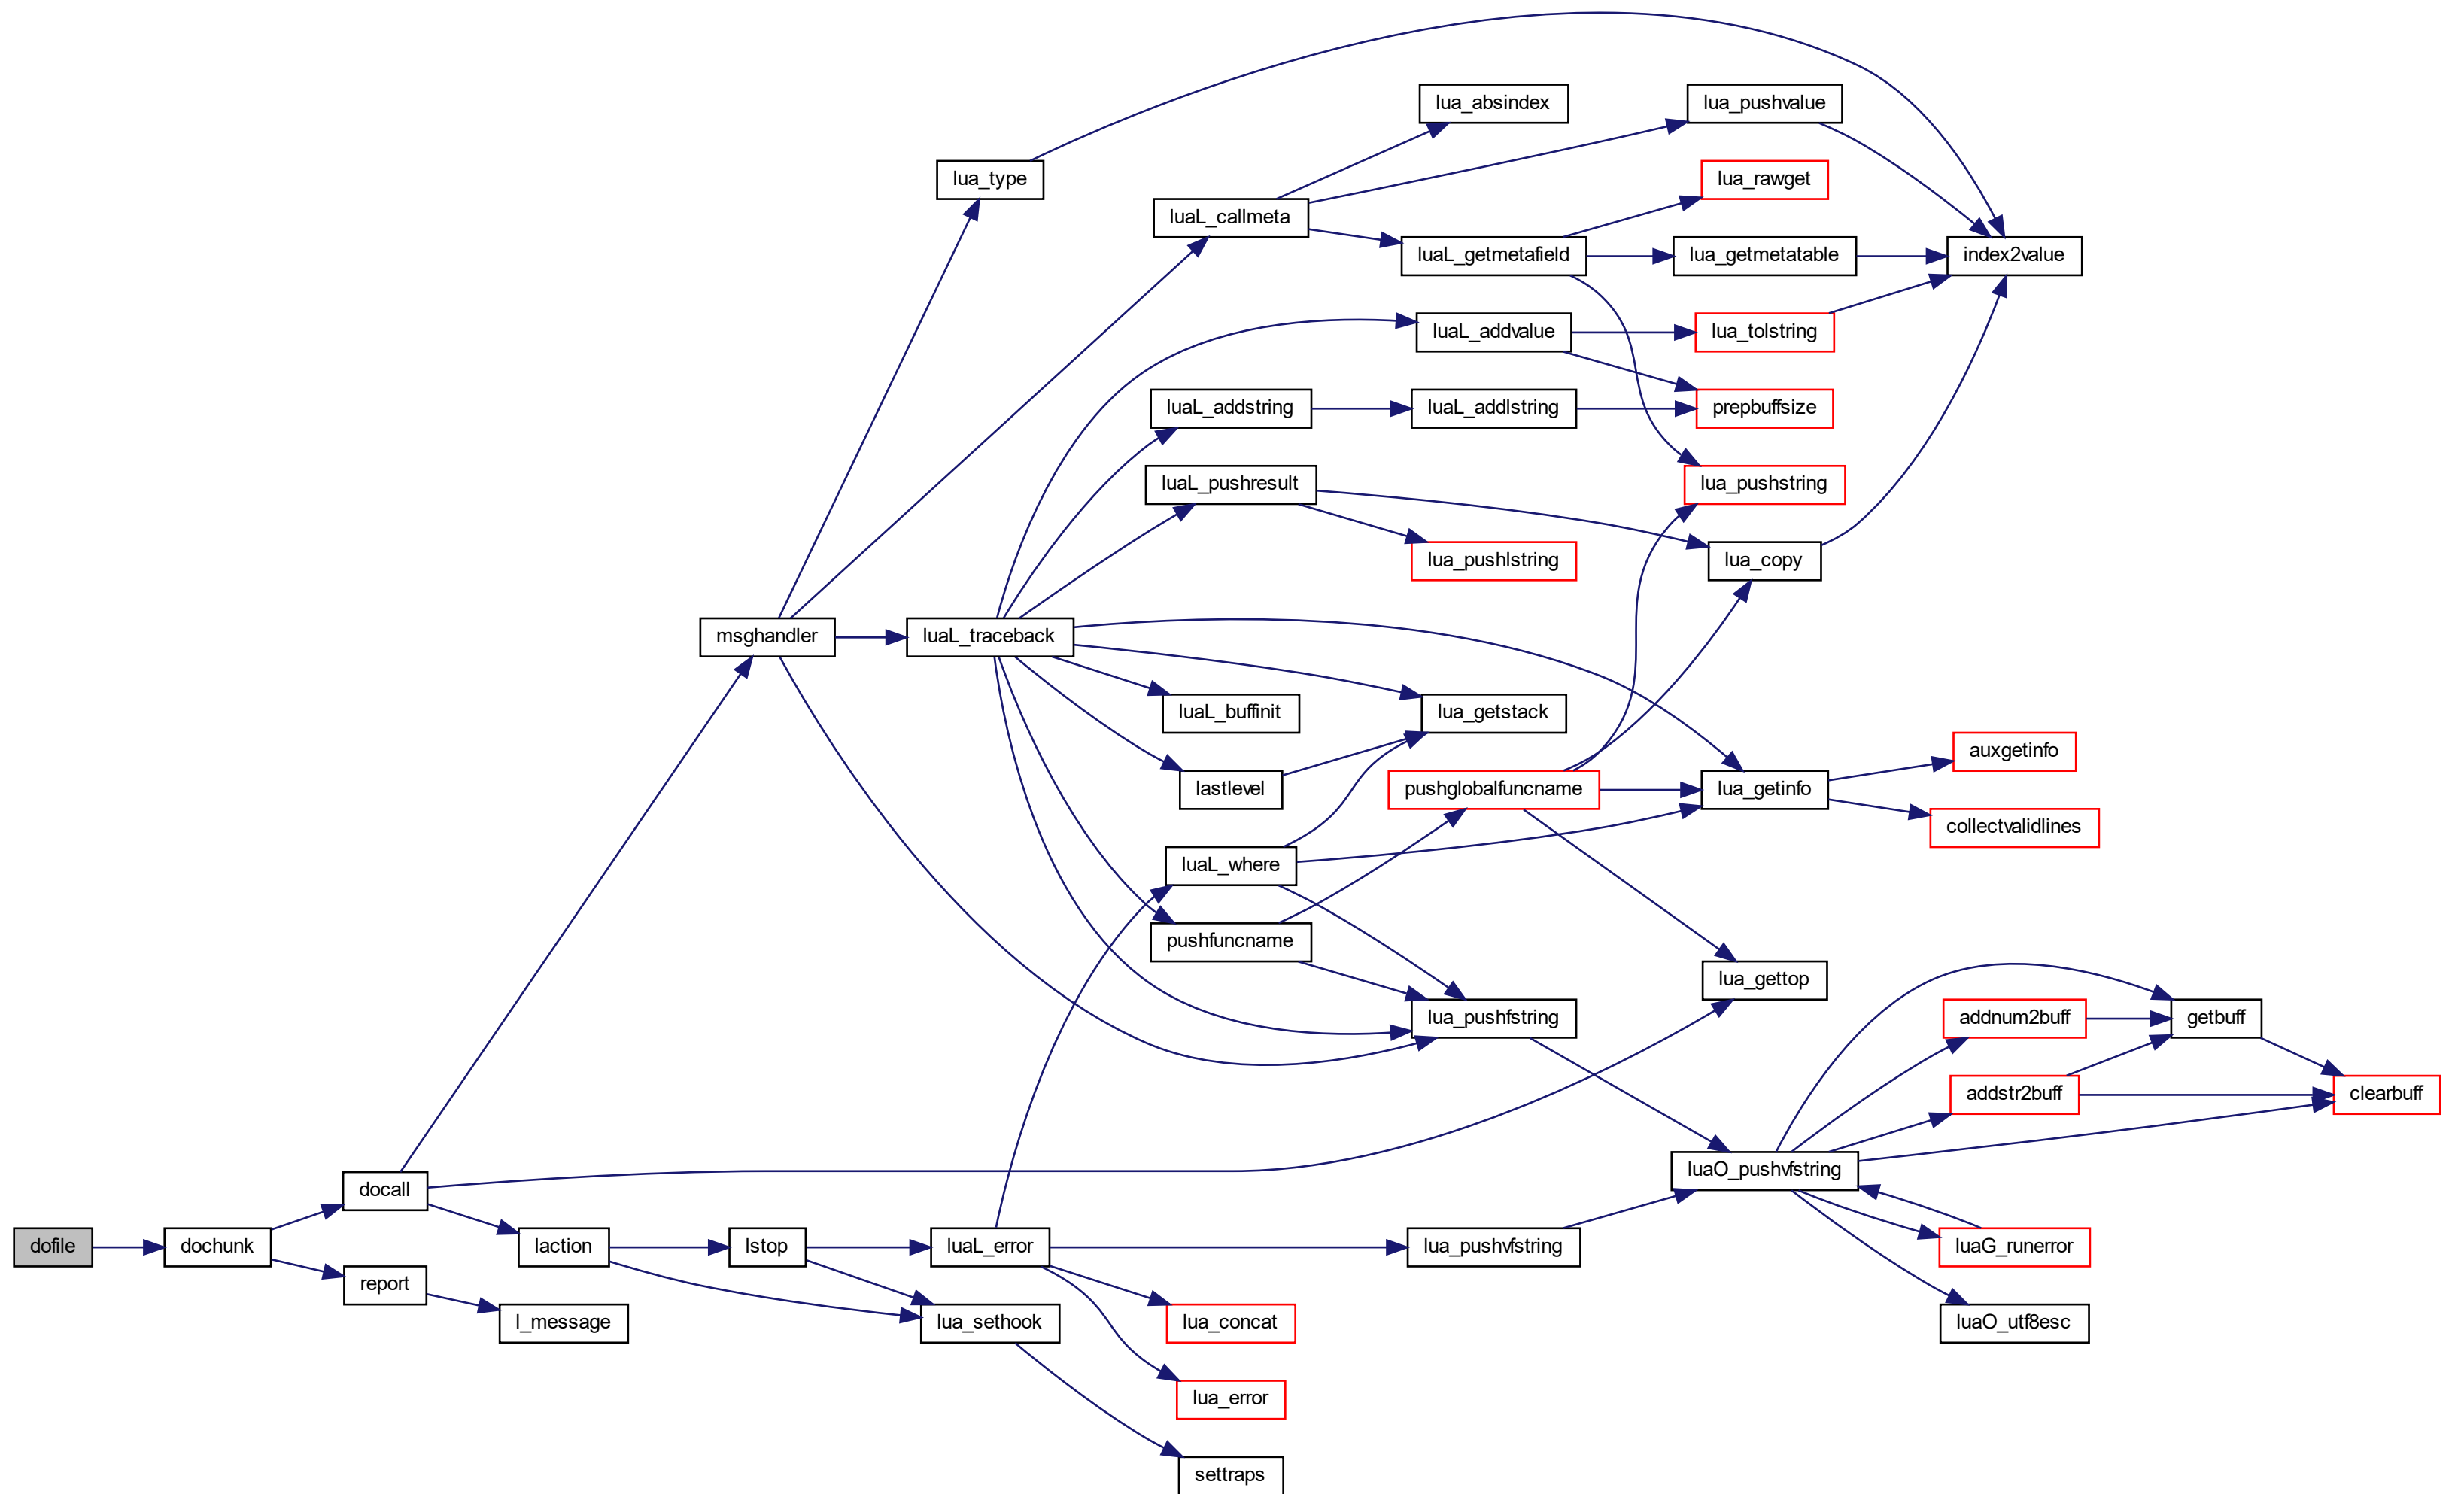 lua_absindex
lua_pushvalue
lua_type
lua_rawget
luaL_callmeta
luaL_getmetafield
lua_getmetatable
index2value
luaL_addvalue
lua_tolstring
luaL_addstring
luaL_addlstring
prepbuffsize
luaL_pushresult
lua_pushstring
lua_pushlstring
lua_copy
msghandler
luaL_traceback
luaL_buffinit
lua_getstack
auxgetinfo
lastlevel
pushglobalfuncname
lua_getinfo
collectvalidlines
luaL_where
pushfuncname
lua_gettop
lua_pushfstring
addnum2buff
getbuff
addstr2buff
clearbuff
docall
luaO_pushvfstring
dofile
dochunk
laction
lstop
luaL_error
lua_pushvfstring
luaG_runerror
report
l_message
lua_sethook
lua_concat
luaO_utf8esc
lua_error
settraps